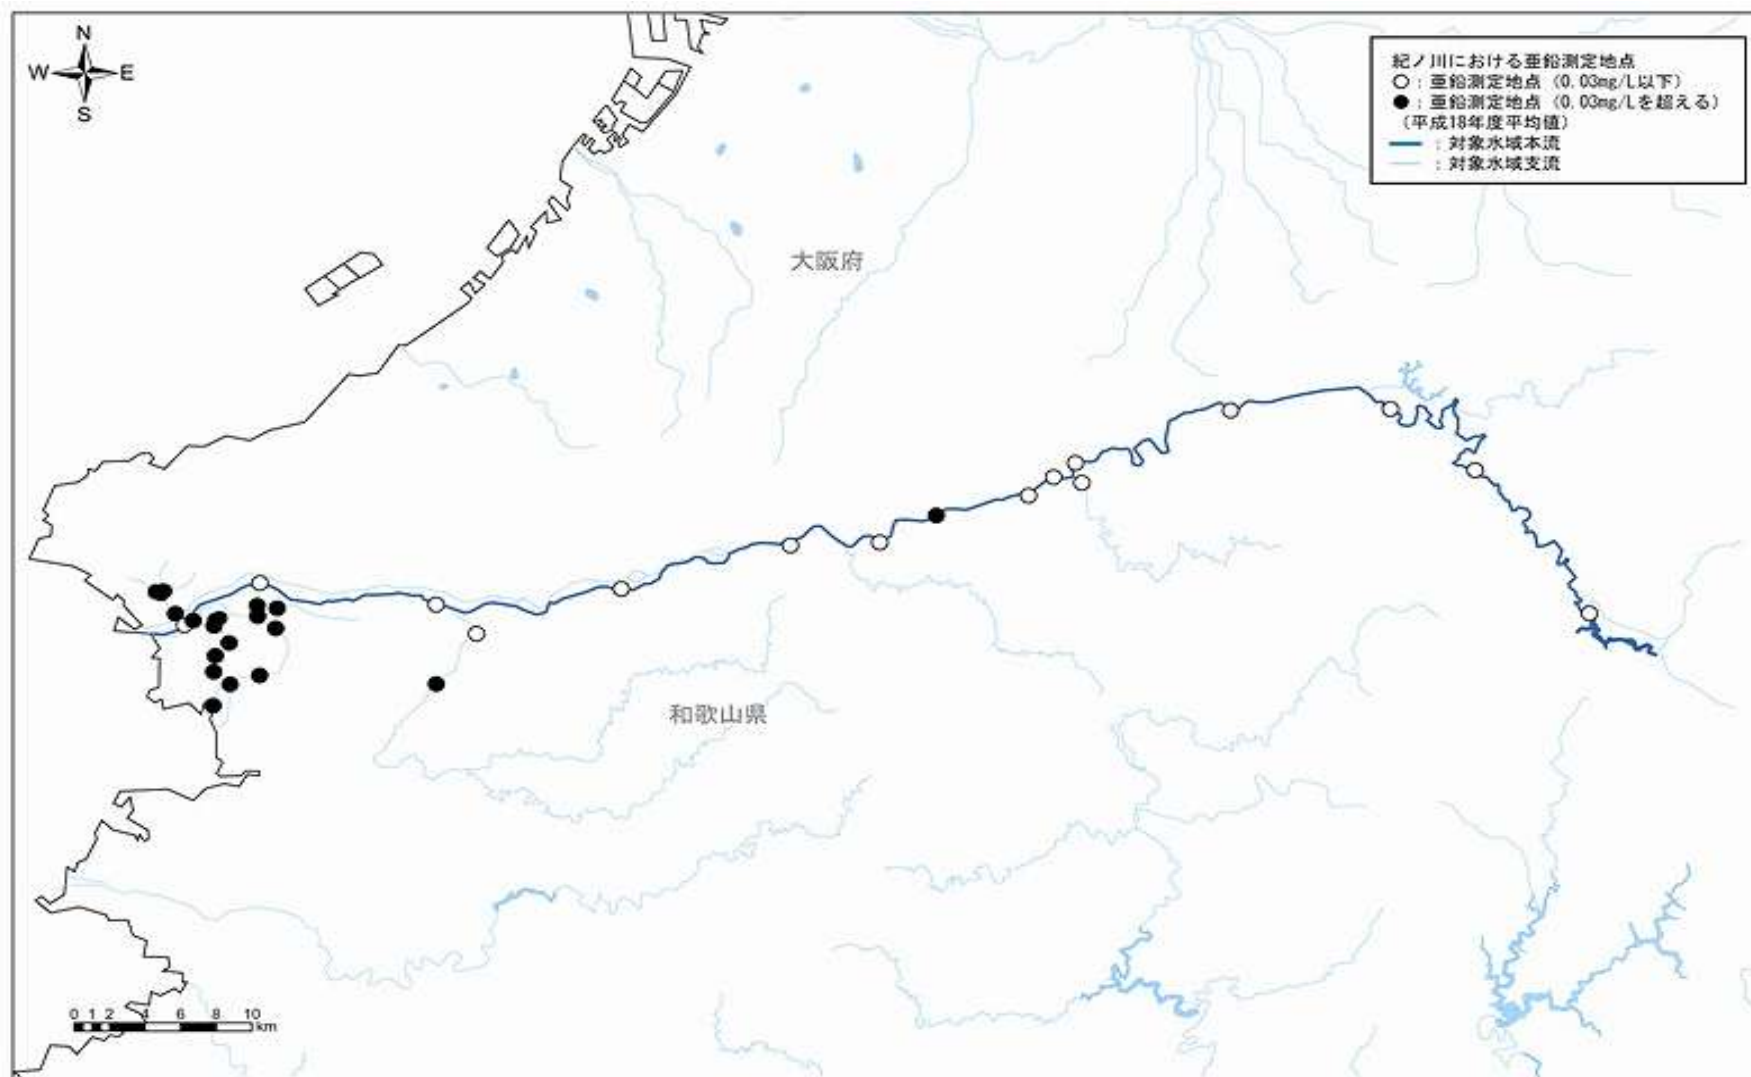 N
W E
S
紀ノ川における亜鉛測定地点
○：亜鉛測定地点（0.03mg/L以下）
●：亜鉛測定地点（0.03mg/Lを超える）
（平成18年度平均値）
：対象水域本流
：対象水域支流
大阪府
和歌山県
0 1 2 4 6 8 10
km